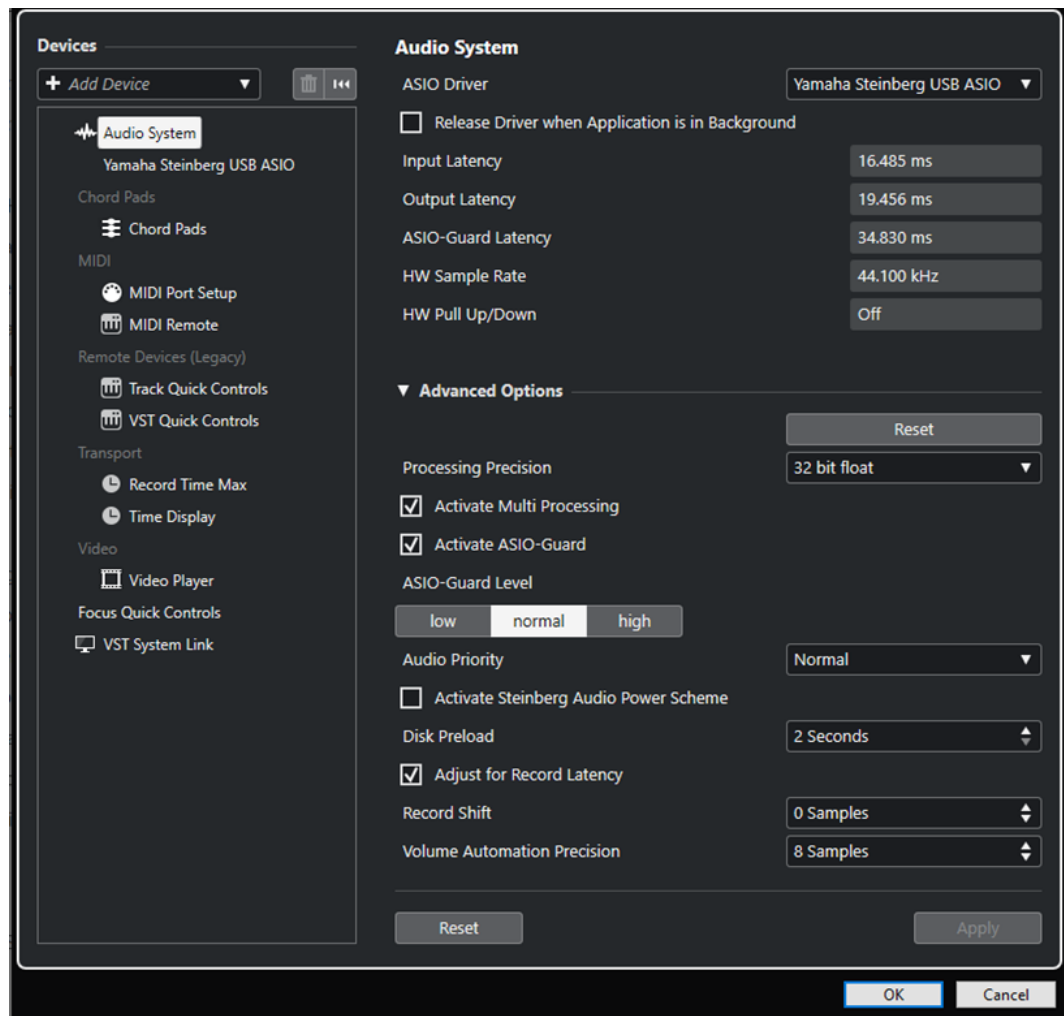 Devices
+ Add Device
Audio System
Yamaha Steinberg USB ASIO
Chord Pads
Chord Pads
MIDI
MIDI Port Setup
MIDI Remote
Remote Devices (Legacy)
Track Quick Controls
VST Quick Controls
Transport
Record Time Max
Time Display
Video
Video Player
Focus Quick Controls
VST System Link
Audio System
ASIO Driver Yamaha Steinberg USB ASIO
Release Driver when Application is in Background
Input Latency 16.485 ms
Output Latency 19.456 ms
ASIO-Guard Latency 34.830 ms
HW Sample Rate 44.100 kHz
HW Pull Up/Down Off
Advanced Options
Reset
Processing Precision 32 bit float
Activate Multi Processing
Activate ASIO-Guard
ASIO-Guard Level
low normal high
Audio Priority Normal
Activate Steinberg Audio Power Scheme
Disk Preload 2 Seconds
Adjust for Record Latency
Record Shift 0 Samples
Volume Automation Precision 8 Samples
Reset Apply
OK Cancel